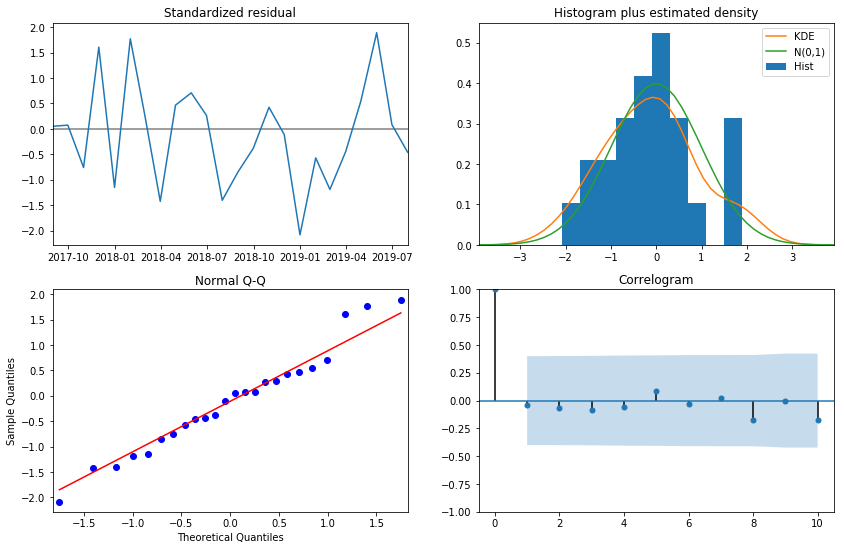 Standardized residual
2.0
1.5
1.0
0.5
0.0
−0.5
−1.0
−1.5
−2.0
2017-10 2018-01 2018-04 2018-07 2018-10 2019-01 2019-04 2019-07
Histogram plus estimated density
0.5
0.4
0.3
0.2
0.1
0.0
−3 −2 −1 0 1 2 3
KDE
N(0,1)
Hist
Normal Q-Q
Sample Quantiles
2.0
1.5
1.0
0.5
0.0
−0.5
−1.0
−1.5
−2.0
−1.5 −1.0 −0.5 0.0 0.5 1.0 1.5
Theoretical Quantiles
Correlogram
1.00
0.75
0.50
0.25
0.00
−0.25
−0.50
−0.75
−1.00
0 2 4 6 8 10